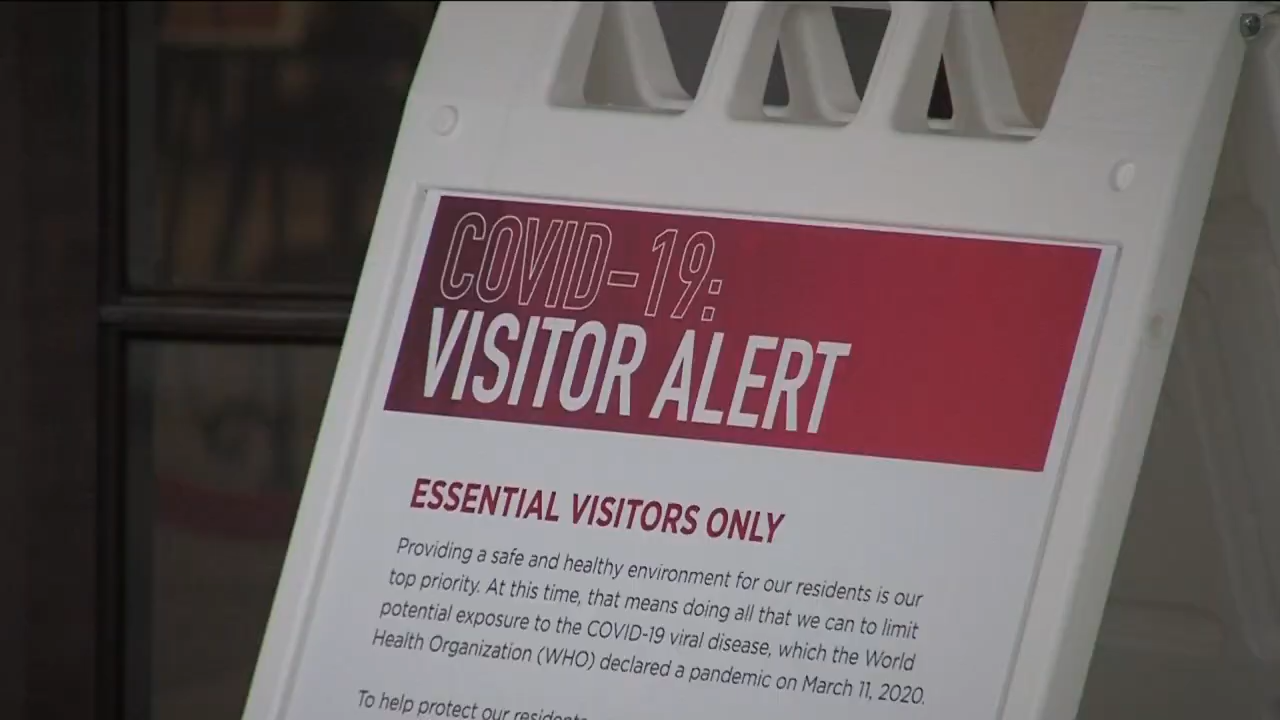 COVID-19:
VISITOR ALERT
ESSENTIAL VISITORS ONLY
Providing a safe and healthy environment for our residents is our
top priority. At this time, that means doing all that we can to limit
potential exposure to the COVID-19 viral disease, which the World
Health Organization (WHO) declared a pandemic on March 11, 2020.
To help protect our residents